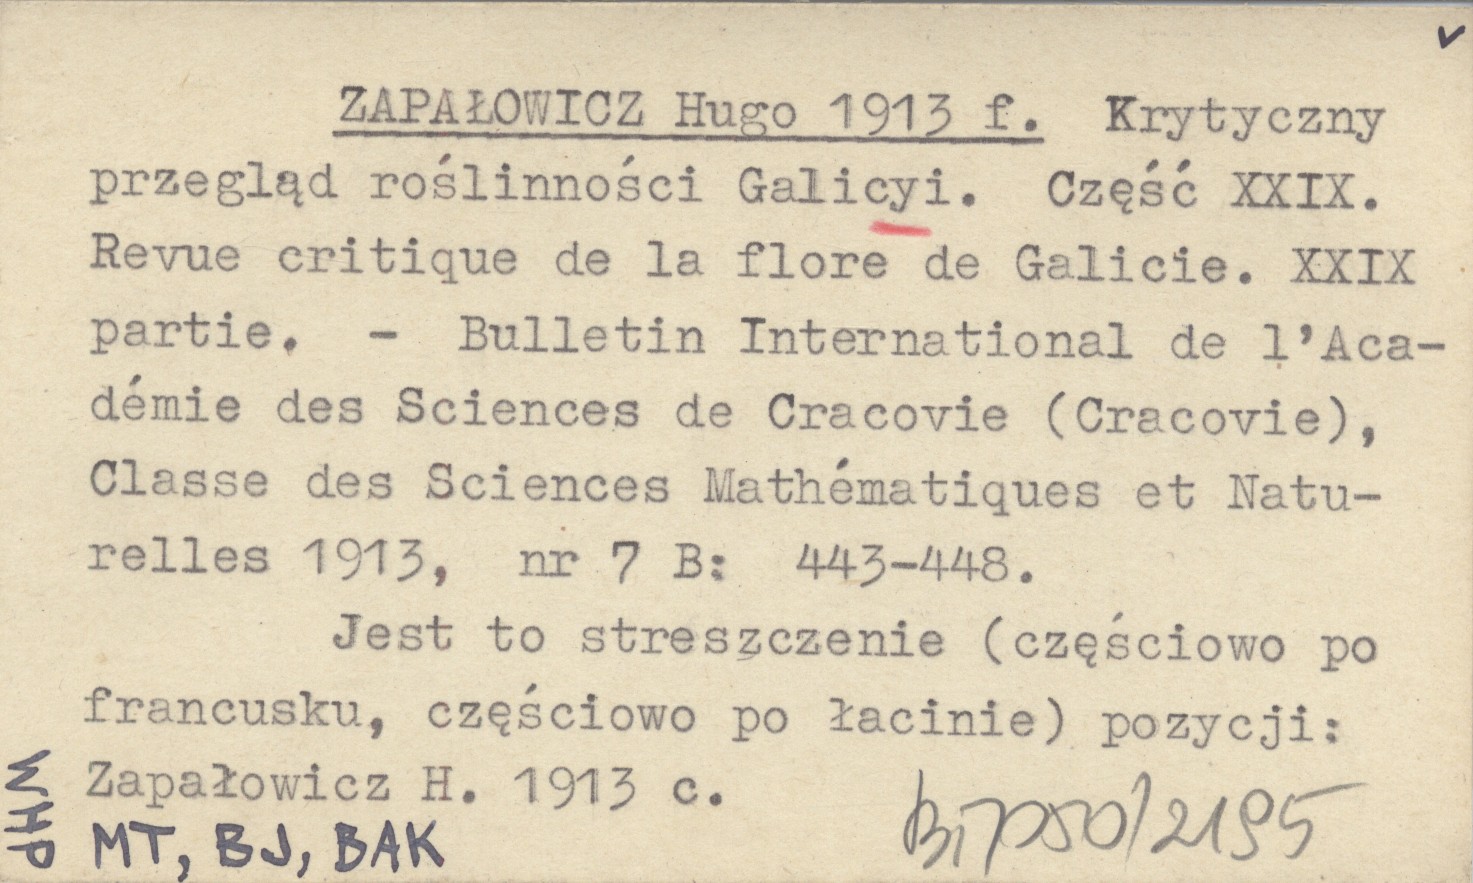 ZAPAŁOWICZ Hugo 1913 f. Krytyczny
przegląd roślinności Galicyi. Część XXIX.
Revue critique de la flore de Galicie. XXIX
partie. - Bulletin International de l'Aca-
démie des Sciences de Cracovie (Cracovie),
Classe des Sciences Mathématiques et Natu-
relles 1913, nr 7 B: 443-448.
Jest to streszczenie (częściowo po
francusku, częściowo po łacinie) pozycji:
Zapałowicz H. 1913 c.
MT, BJ, BAK
WHP